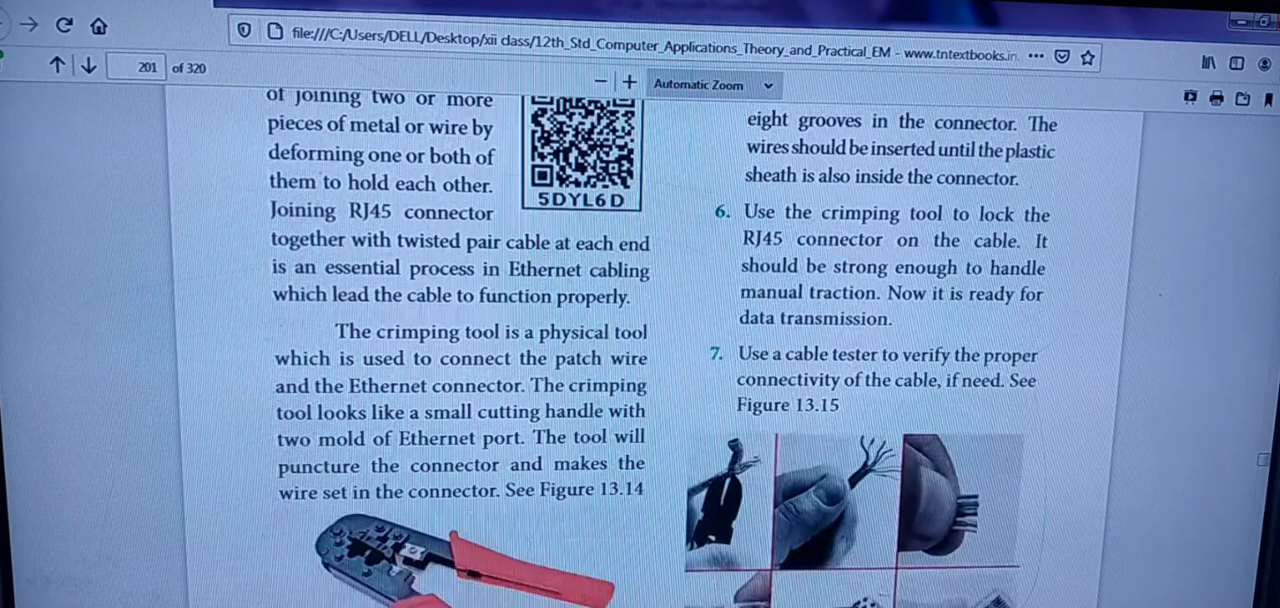 file:///C:/Users/DELL/Desktop/xii class/12th_Std_Computer_Applications_Theory_and_Practical_EM - www.tntextbooks.in
201 of 320
Automatic Zoom
of joining two or more
pieces of metal or wire by
deforming one or both of
them to hold each other.
Joining RJ45 connector
together with twisted pair cable at each end
is an essential process in Ethernet cabling
which lead the cable to function properly.
5DYL6D
The crimping tool is a physical tool
which is used to connect the patch wire
and the Ethernet connector. The crimping
tool looks like a small cutting handle with
two mold of Ethernet port. The tool will
puncture the connector and makes the
wire set in the connector. See Figure 13.14
eight grooves in the connector. The
wires should be inserted until the plastic
sheath is also inside the connector.
6. Use the crimping tool to lock the
RJ45 connector on the cable. It
should be strong enough to handle
manual traction. Now it is ready for
data transmission.
7. Use a cable tester to verify the proper
connectivity of the cable, if need. See
Figure 13.15